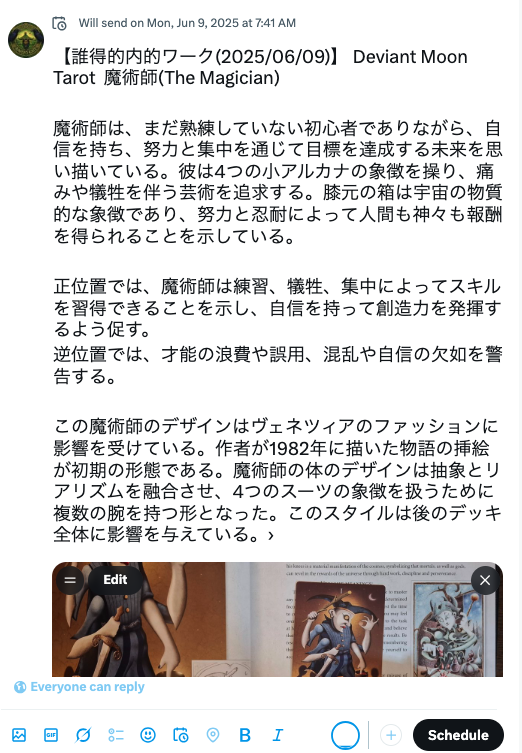 Will send on Mon, Jun 9, 2025 at 7:41 AM
【誰得的内的ワーク(2025/06/09)】 Deviant Moon
Tarot 魔術師(The Magician)
魔術師は、まだ熟練していない初心者でありながら、自
信を持ち、努力と集中を通じて目標を達成する未来を思
い描いている。彼は4つの小アルカナの象徴を操り、痛
みや犠牲を伴う芸術を追求する。膝元の箱は宇宙の物質
的な象徴であり、努力と忍耐によって人間も神々も報酬
を得られることを示している。
正位置では、魔術師は練習、犠牲、集中によってスキル
を習得できることを示し、自信を持って創造力を発揮す
るよう促す。
逆位置では、才能の浪費や誤用、混乱や自信の欠如を警
告する。
この魔術師のデザインはヴェネツィアのファッションに
影響を受けている。作者が1982年に描いた物語の挿絵
が初期の形態である。魔術師の体のデザインは抽象とリ
アリズムを融合させ、4つのスーツの象徴を扱うために
複数の腕を持つ形となった。このスタイルは後のデッキ
全体に影響を与えている。›
Edit
Everyone can reply
GIF
B
I
Schedule